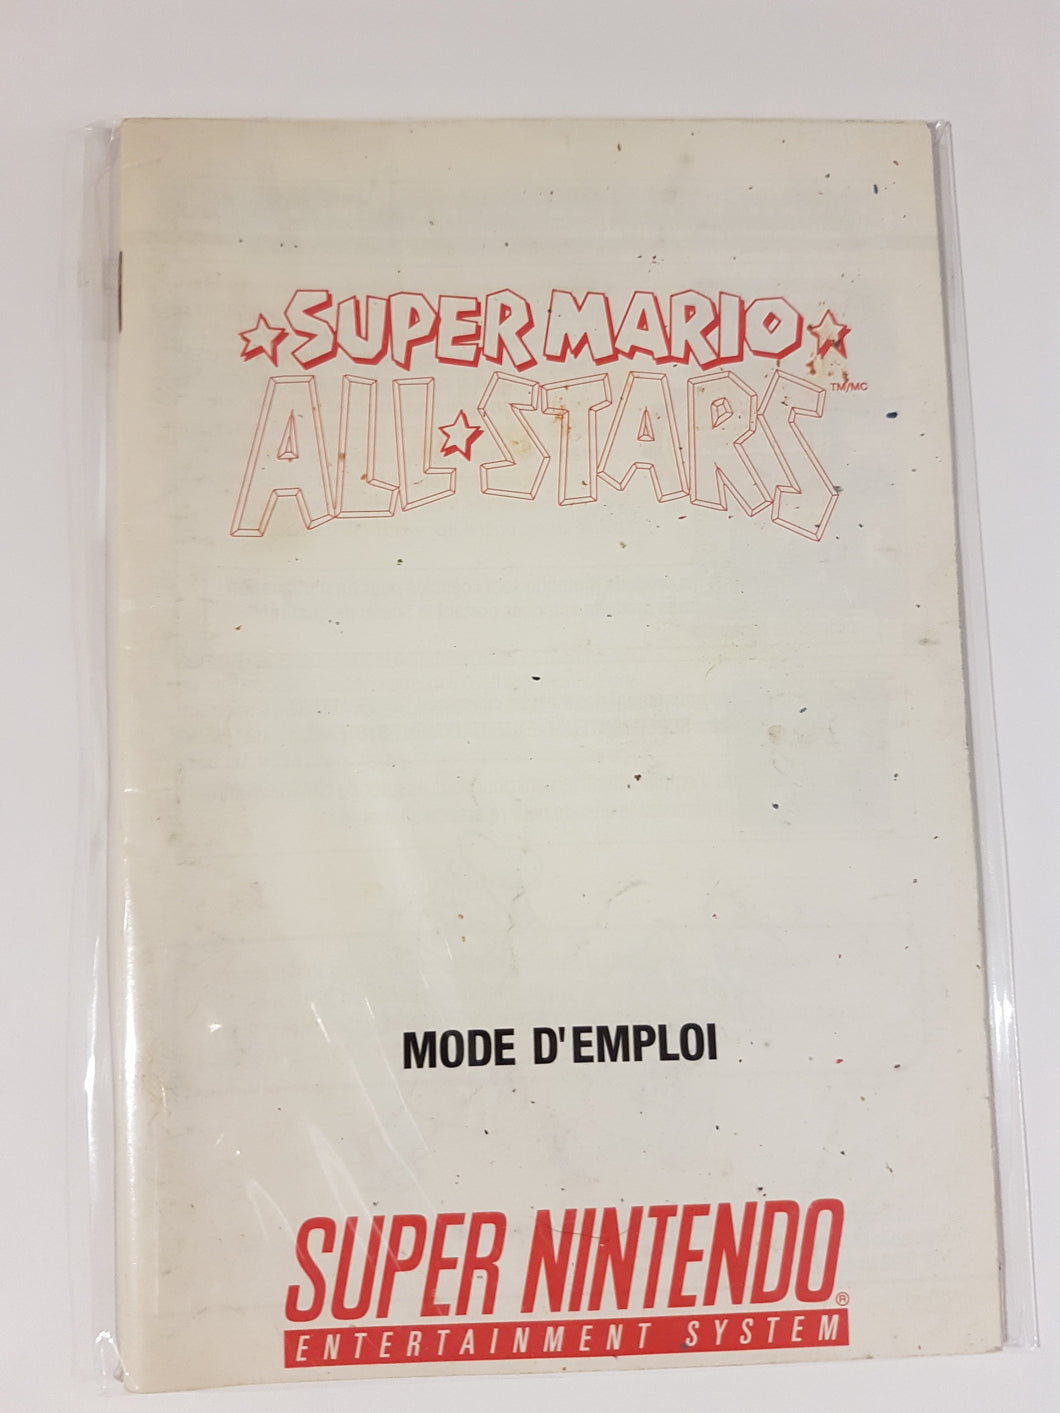 SUPER MARIO
ALL STARS
TM/MC
MODE D'EMPLOI
SUPER NINTENDO®
ENTERTAINMENT SYSTEM